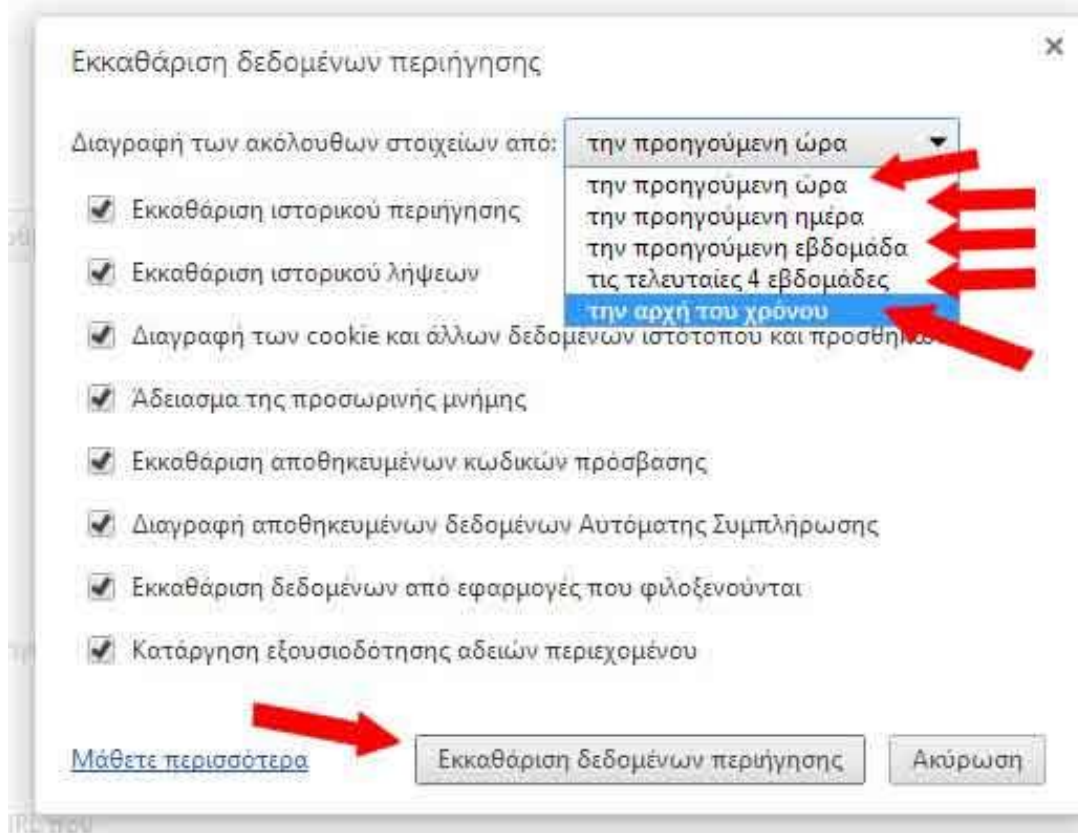 Εκκαθάριση δεδομένων περιήγησης
Διαγραφή των ακόλουθων στοιχείων από: την προηγούμενη ώρα
την προηγούμενη ώρα
την προηγούμενη ημέρα
την προηγούμενη εβδομάδα
τις τελευταίες 4 εβδομάδες
την αρχή του χρόνου
Εκκαθάριση ιστορικού περιήγησης
Εκκαθάριση ιστορικού λήψεων
Διαγραφή των cookie και άλλων δεδομένων ιστότοπου και
Άδειασμα της προσωρινής μνήμης
Εκκαθάριση αποθηκευμένων κωδικών πρόσβασης
Διαγραφή αποθηκευμένων δεδομένων Αυτόματης Συμπλήρωσης
Εκκαθάριση δεδομένων από εφαρμογές που φιλοξενούνται
Κατάργηση εξουσιοδότησης αδειών περιεχομένου
Μάθετε περισσότερα
Εκκαθάριση δεδομένων περιήγησης
Ακύρωση
URL που